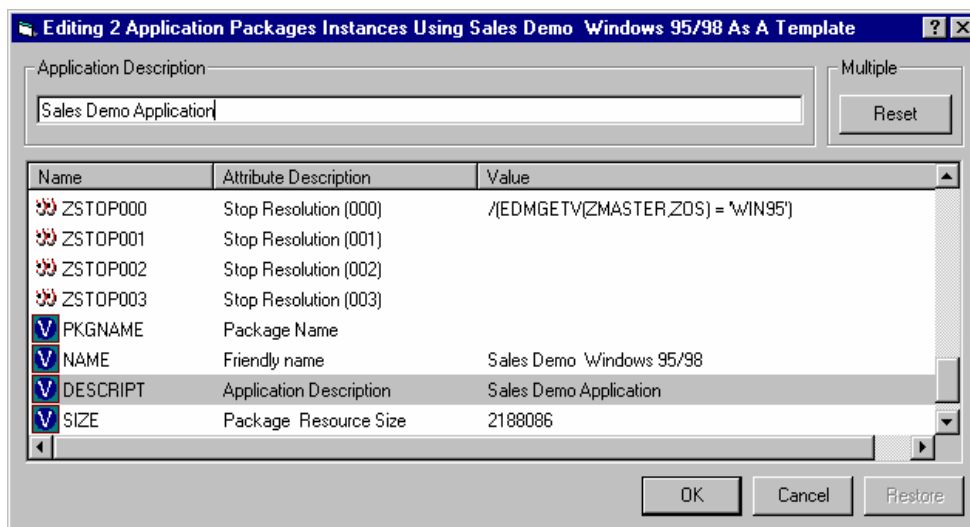 Editing 2 Application Packages Instances Using Sales Demo  Windows 95/98 As A Template
Application Description
Multiple
Sales Demo Application
Reset
Name Attribute Description Value
ZSTOP000 Stop Resolution (000) /(EDMGETV(ZMASTER,ZOS) = 'WIN95')
ZSTOP001 Stop Resolution (001)
ZSTOP002 Stop Resolution (002)
ZSTOP003 Stop Resolution (003)
V PKGNAME Package Name
V NAME Friendly name Sales Demo  Windows 95/98
V DESCRIPT Application Description Sales Demo Application
V SIZE Package  Resource Size 2188086
OK Cancel Restore